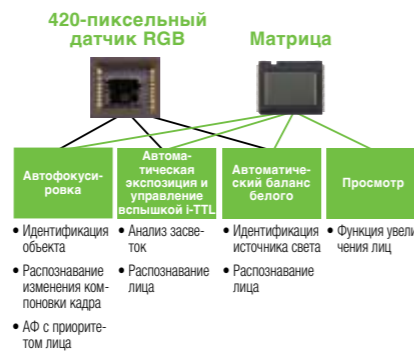 420-пиксельный
датчик RGB
Матрица
Автофокуси-
ровка
Автома-
тическая
экспозиция и
управление
вспышкой i-TTL
Автоматиче-
ский баланс
белого
Просмотр
• Идентификация
объекта
• Распознавание
изменения ком-
поновки кадра
• АФ с приорите-
том лица
• Анализ засве-
ток
• Распознавание
лица
• Идентификация
источника света
• Распознавание
лица
• Функция увели-
чения лиц